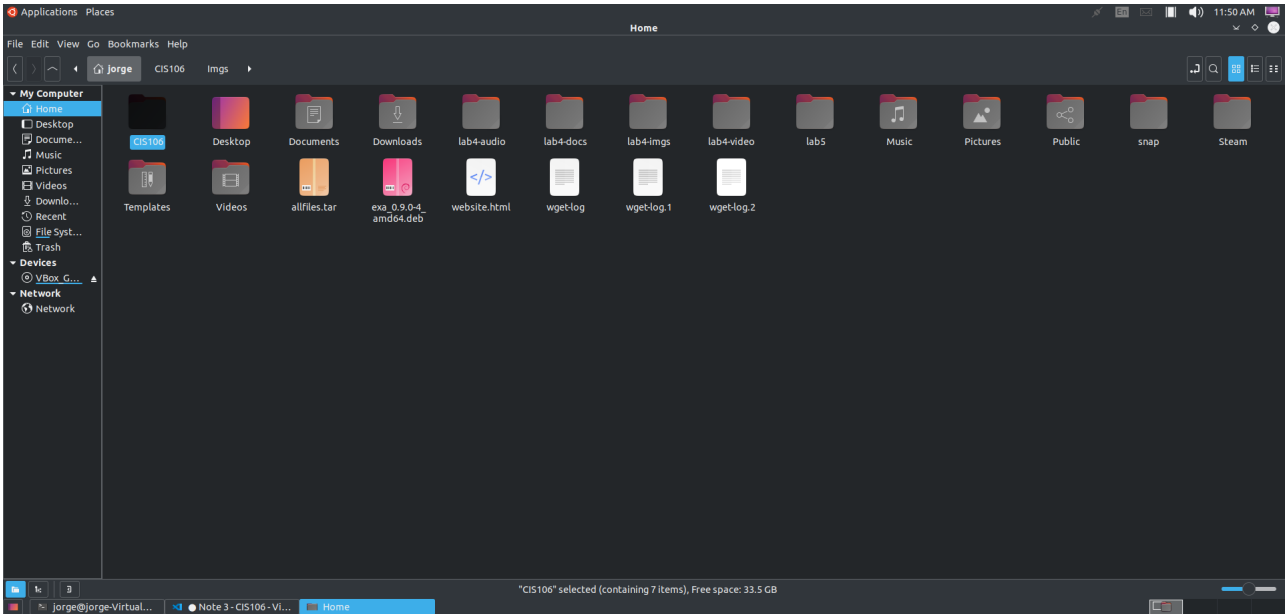 Applications Places
En
11:50 AM
Home
File Edit View Go Bookmarks Help
jorge CIS106 Imgs
My Computer
Home
Desktop
Docume...
Music
Pictures
Videos
Downlo...
Recent
File Syst...
Trash
Devices
VBox_G...
Network
Network
CIS106 Desktop Documents Downloads lab4-audio lab4-docs lab4-imgs lab4-video lab5 Music Pictures Public snap Steam
Templates Videos allfiles.tar exa_0.9.0-4_ website.html wget-log wget-log.1 wget-log.2
amd64.deb
"CIS106" selected (containing 7 items), Free space: 33.5 GB
jorge@jorge-Virtual... Note 3 - CIS106 - Vi... Home